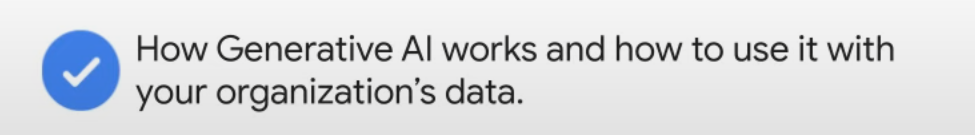 How Generative AI works and how to use it with
your organization's data.